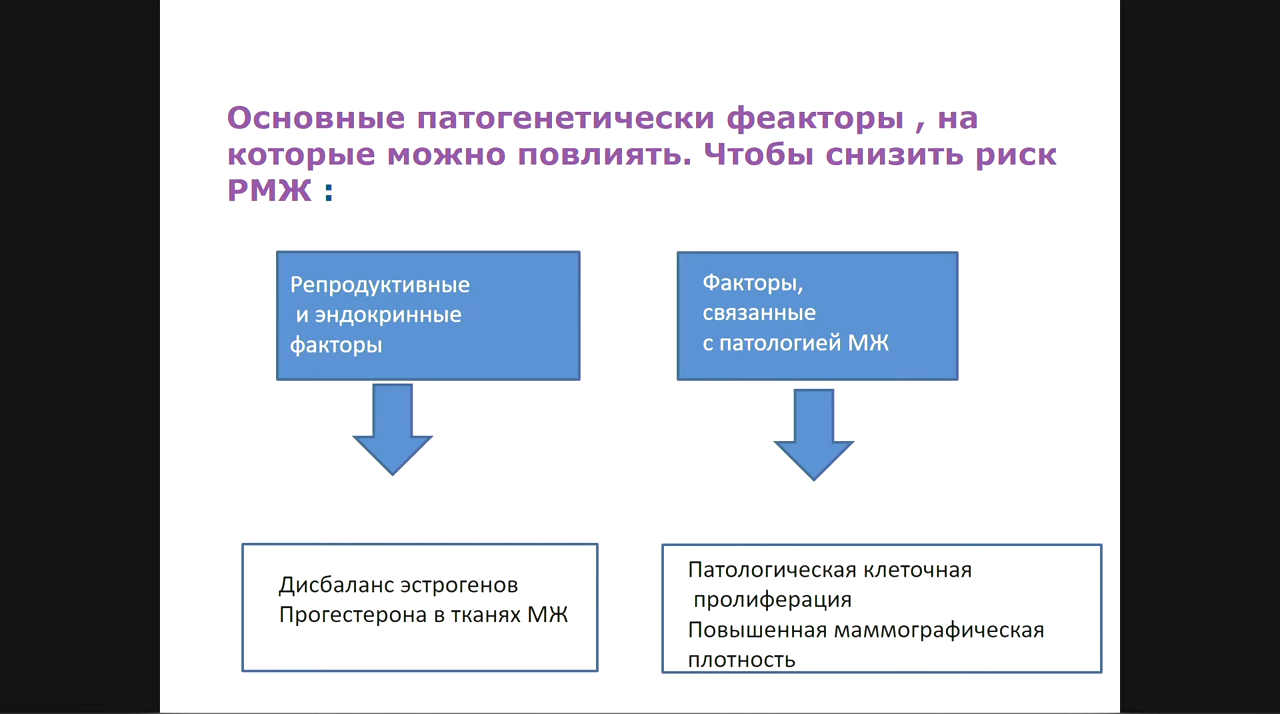 Основные патогенетически феакторы , на
которые можно повлиять. Чтобы снизить риск
РМЖ :
Репродуктивные
и эндокринные
факторы
Факторы,
связанные
с патологией МЖ
Дисбаланс эстрогенов
Прогестерона в тканях МЖ
Патологическая клеточная
пролиферация
Повышенная маммографическая
плотность